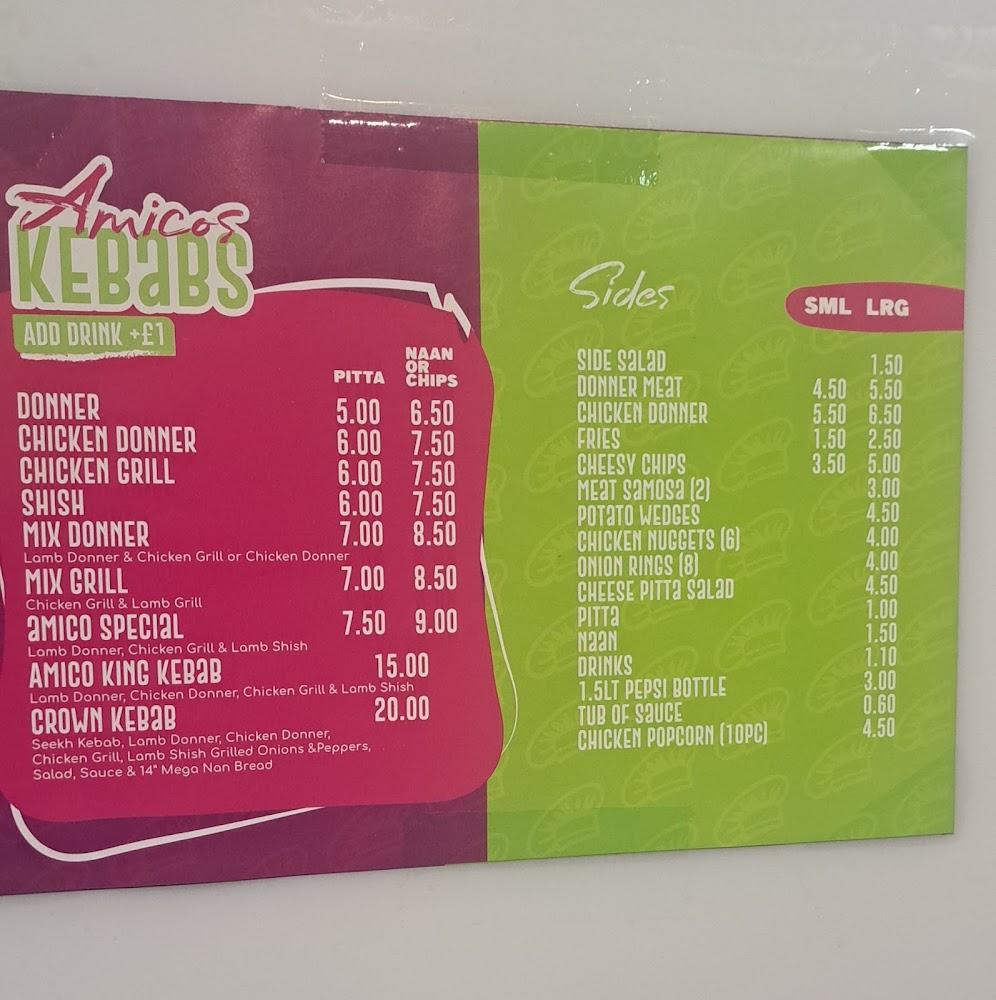 Amicos
KEBABS
ADD DRINK +£1
PITTA NAAN OR CHIPS
DONNER 5.00 6.50
CHICKEN DONNER 6.00 7.50
CHICKEN GRILL 6.00 7.50
SHISH 6.00 7.50
MIX DONNER 7.00 8.50
Lamb Donner & Chicken Grill or Chicken Donner
MIX GRILL 7.00 8.50
Chicken Grill & Lamb Grill
AMICO SPECIAL 7.50 9.00
Lamb Donner, Chicken Grill & Lamb Shish
AMICO KING KEBAB 15.00
Lamb Donner, Chicken Donner, Chicken Grill & Lamb Shish
CROWN KEBAB 20.00
Seekh Kebab, Lamb Donner, Chicken Donner,
Chicken Grill, Lamb Shish Grilled Onions &Peppers,
Salad, Sauce & 14" Mega Nan Bread
Sides
SML LRG
SIDE SALAD 1.50
DONNER MEAT 4.50 5.50
CHICKEN DONNER 5.50 6.50
FRIES 1.50 2.50
CHEESY CHIPS 3.50 5.00
MEAT SAMOSA (2) 3.00
POTATO WEDGES 4.50
CHICKEN NUGGETS (6) 4.00
ONION RINGS (8) 4.00
CHEESE PITTA SALAD 4.50
PITTA 1.00
NAAN 1.50
DRINKS 1.10
1.5LT PEPSI BOTTLE 3.00
TUB OF SAUCE 0.60
CHICKEN POPCORN (10PC) 4.50